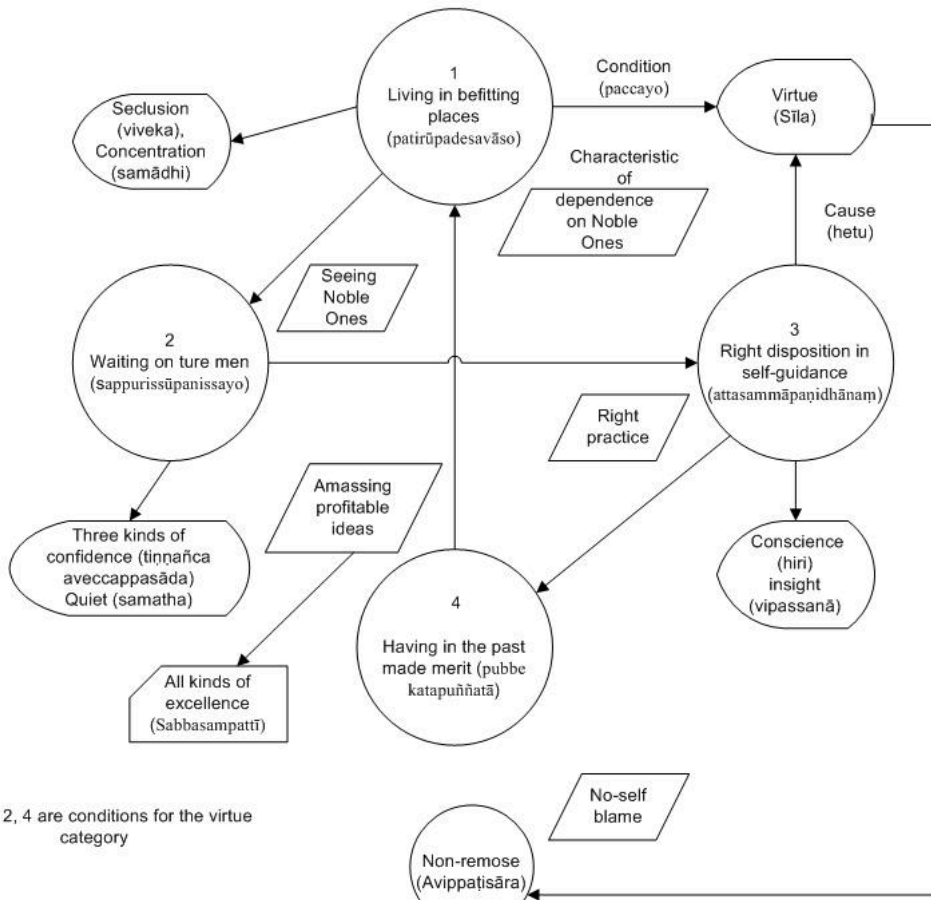 1
Living in befitting
places
(patirūpadesavāso)
Condition
(paccayo)
Virtue
(Sīla)
Seclusion
(viveka),
Concentration
(samādhi)
Characteristic
of
dependence
on Noble
Ones
Cause
(hetu)
Seeing
Noble
Ones
2
Waiting on ture men
(sappurissūpanissayo)
3
Right disposition in
self-guidance
(attasammāpaṇidhānaṃ)
Right
practice
Amassing
profitable
ideas
Three kinds of
confidence (tiṇṇañca
aveccappasāda)
Quiet (samatha)
Conscience
(hiri)
insight
(vipassanā)
4
Having in the past
made merit (pubbe
katapuññatā)
All kinds of
excellence
(Sabbasampattī)
2, 4 are conditions for the virtue
category
No-self
blame
Non-remose
(Avippaṭisāra)